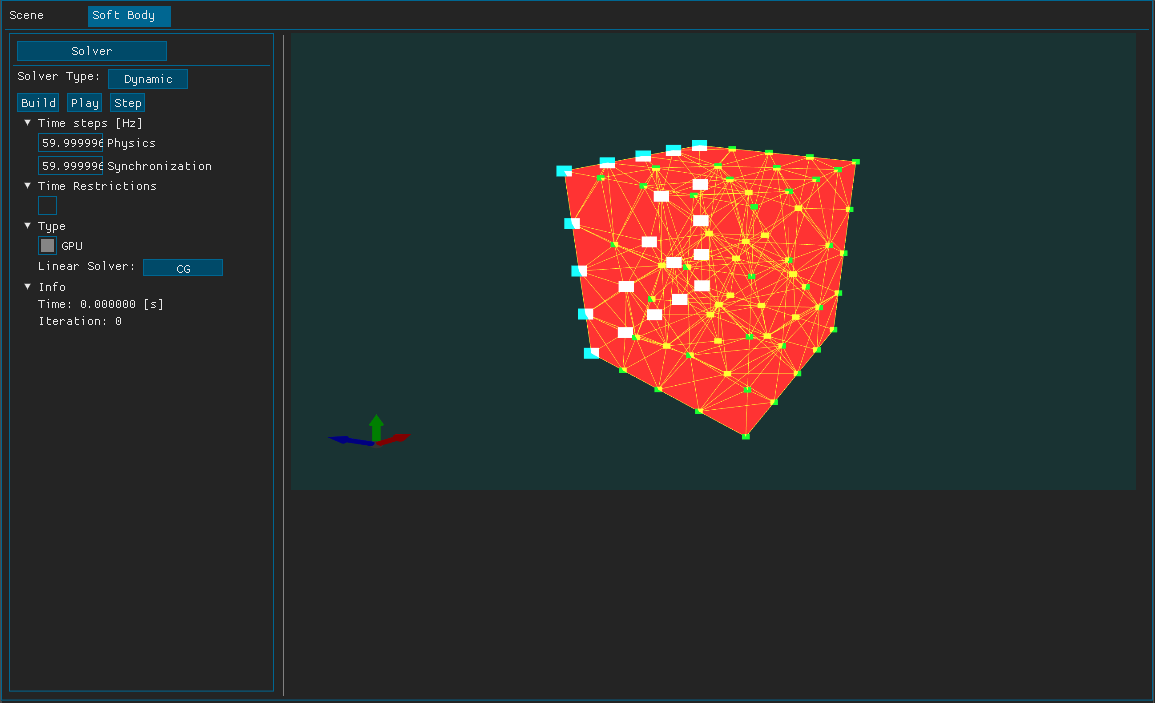 Scene Soft Body
Solver
Solver Type: Dynamic
Build Play Step
▼ Time steps [Hz]
59.999996 Physics
59.999996 Synchronization
▼ Time Restrictions
▼ Type
GPU
Linear Solver: CG
▼ Info
Time: 0.000000 [s]
Iteration: 0